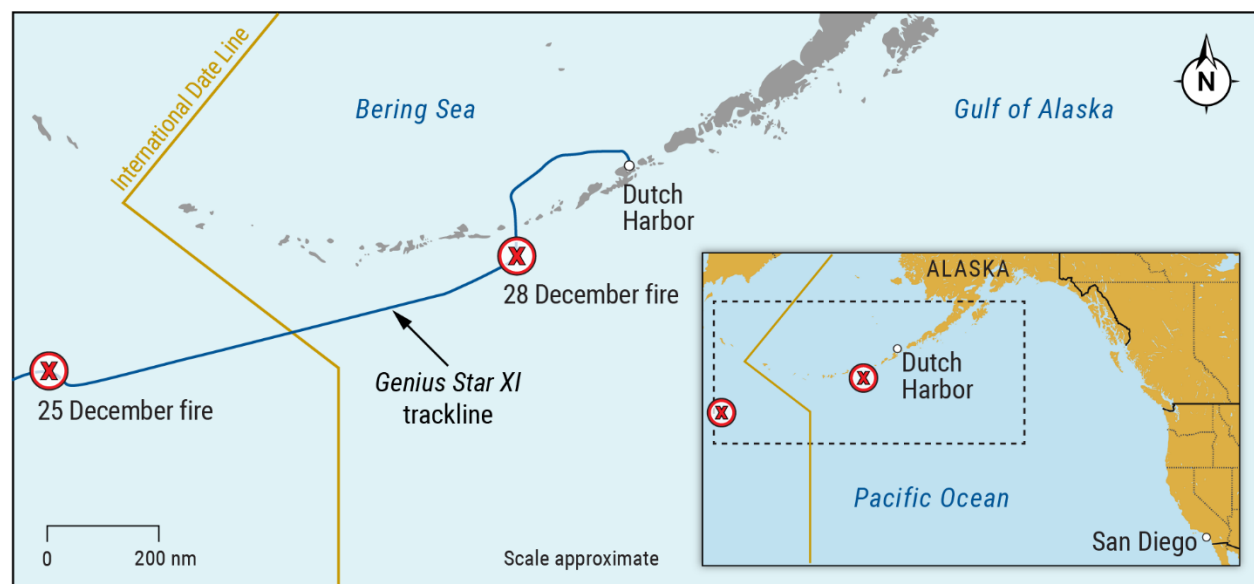 International Date Line
Bering Sea
Gulf of Alaska
N
Dutch
Harbor
X
28 December fire
X
25 December fire
Genius Star XI
trackline
0
200 nm
Scale approximate
ALASKA
Dutch
Harbor
X
X
Pacific Ocean
San Diego